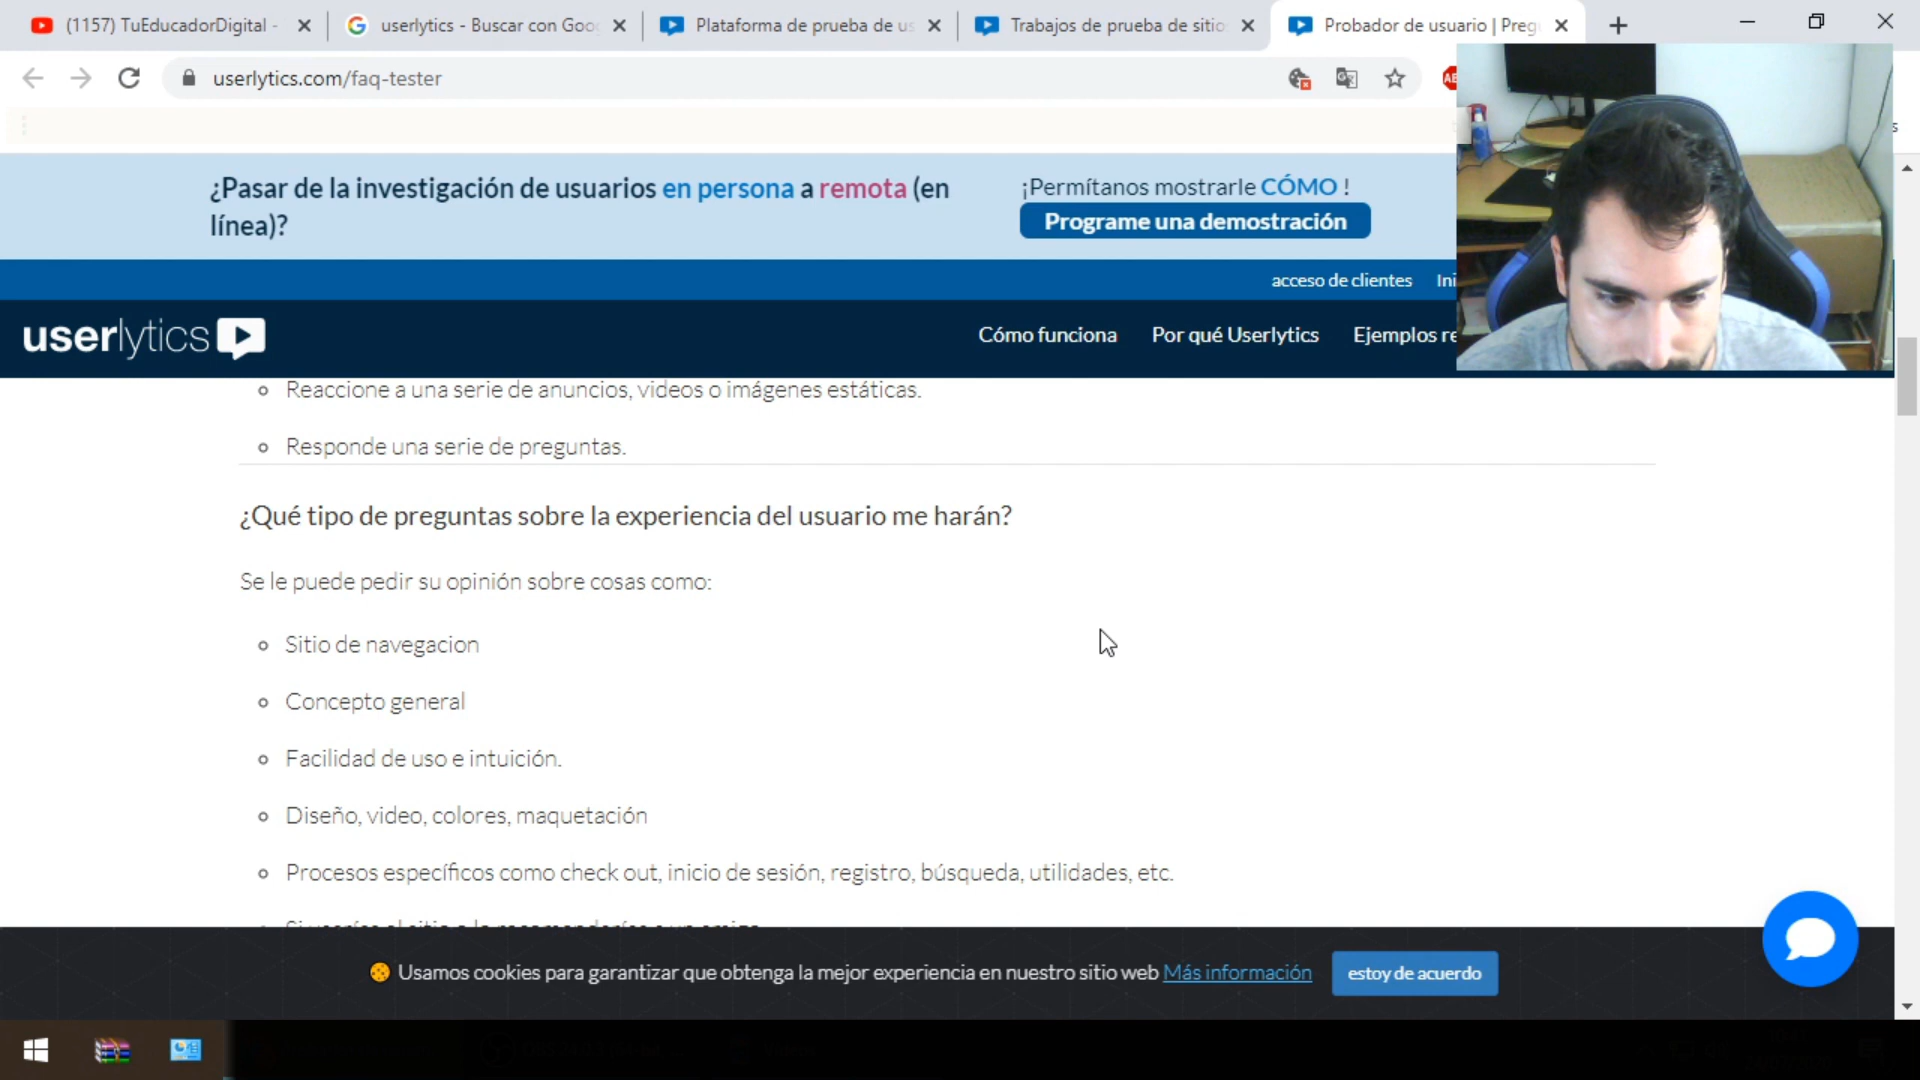 (1157) TuEducadorDigital -
userlytics - Buscar con Goo
Plataforma de prueba de us
Trabajos de prueba de sitio
Probador de usuario | Preg
userlytics.com/faq-tester
¿Pasar de la investigación de usuarios en persona a remota (en
línea)?
¡Permítanos mostrarle CÓMO !
Programe una demostración
acceso de clientes
Ini
userlytics
Cómo funciona
Por qué Userlytics
Ejemplos re
Reaccione a una serie de anuncios, videos o imágenes estáticas.
Responde una serie de preguntas.
¿Qué tipo de preguntas sobre la experiencia del usuario me harán?
Se le puede pedir su opinión sobre cosas como:
Sitio de navegacion
Concepto general
Facilidad de uso e intuición.
Diseño, video, colores, maquetación
Procesos específicos como check out, inicio de sesión, registro, búsqueda, utilidades, etc.
Usamos cookies para garantizar que obtenga la mejor experiencia en nuestro sitio web Más información
estoy de acuerdo